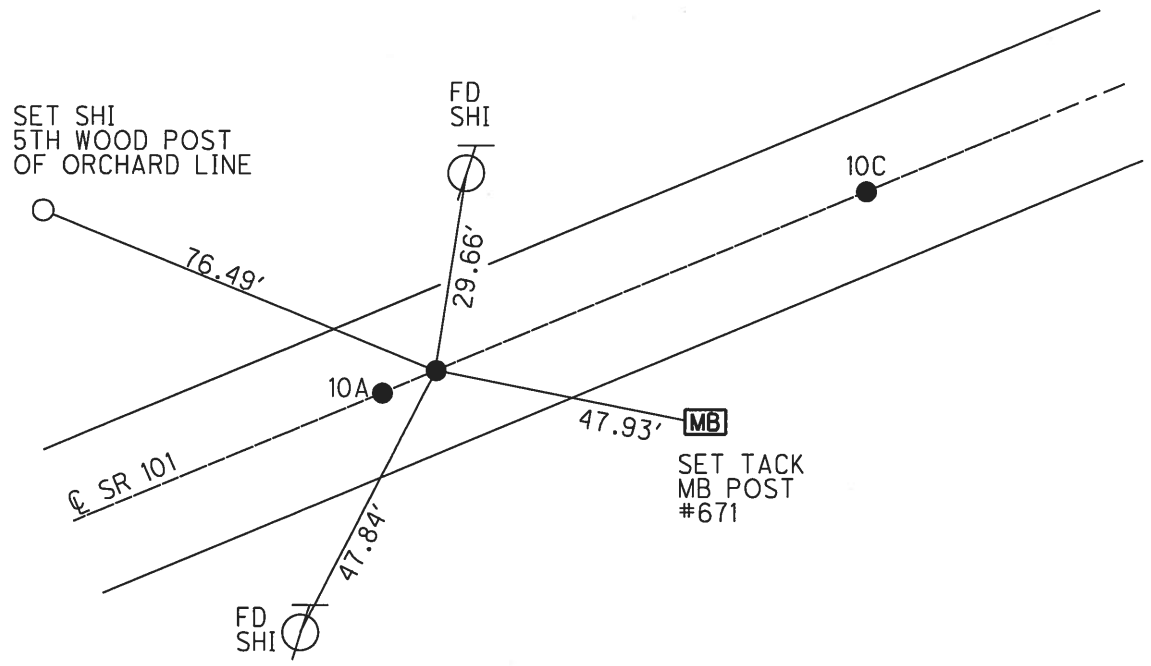 FD
SHI
SET SHI
5TH WOOD POST
OF ORCHARD LINE
10C
76.49'
29.66'
10A
47.93'
MB
SET TACK
MB POST
#671
℄ SR 101
47.84'
FD
SHI